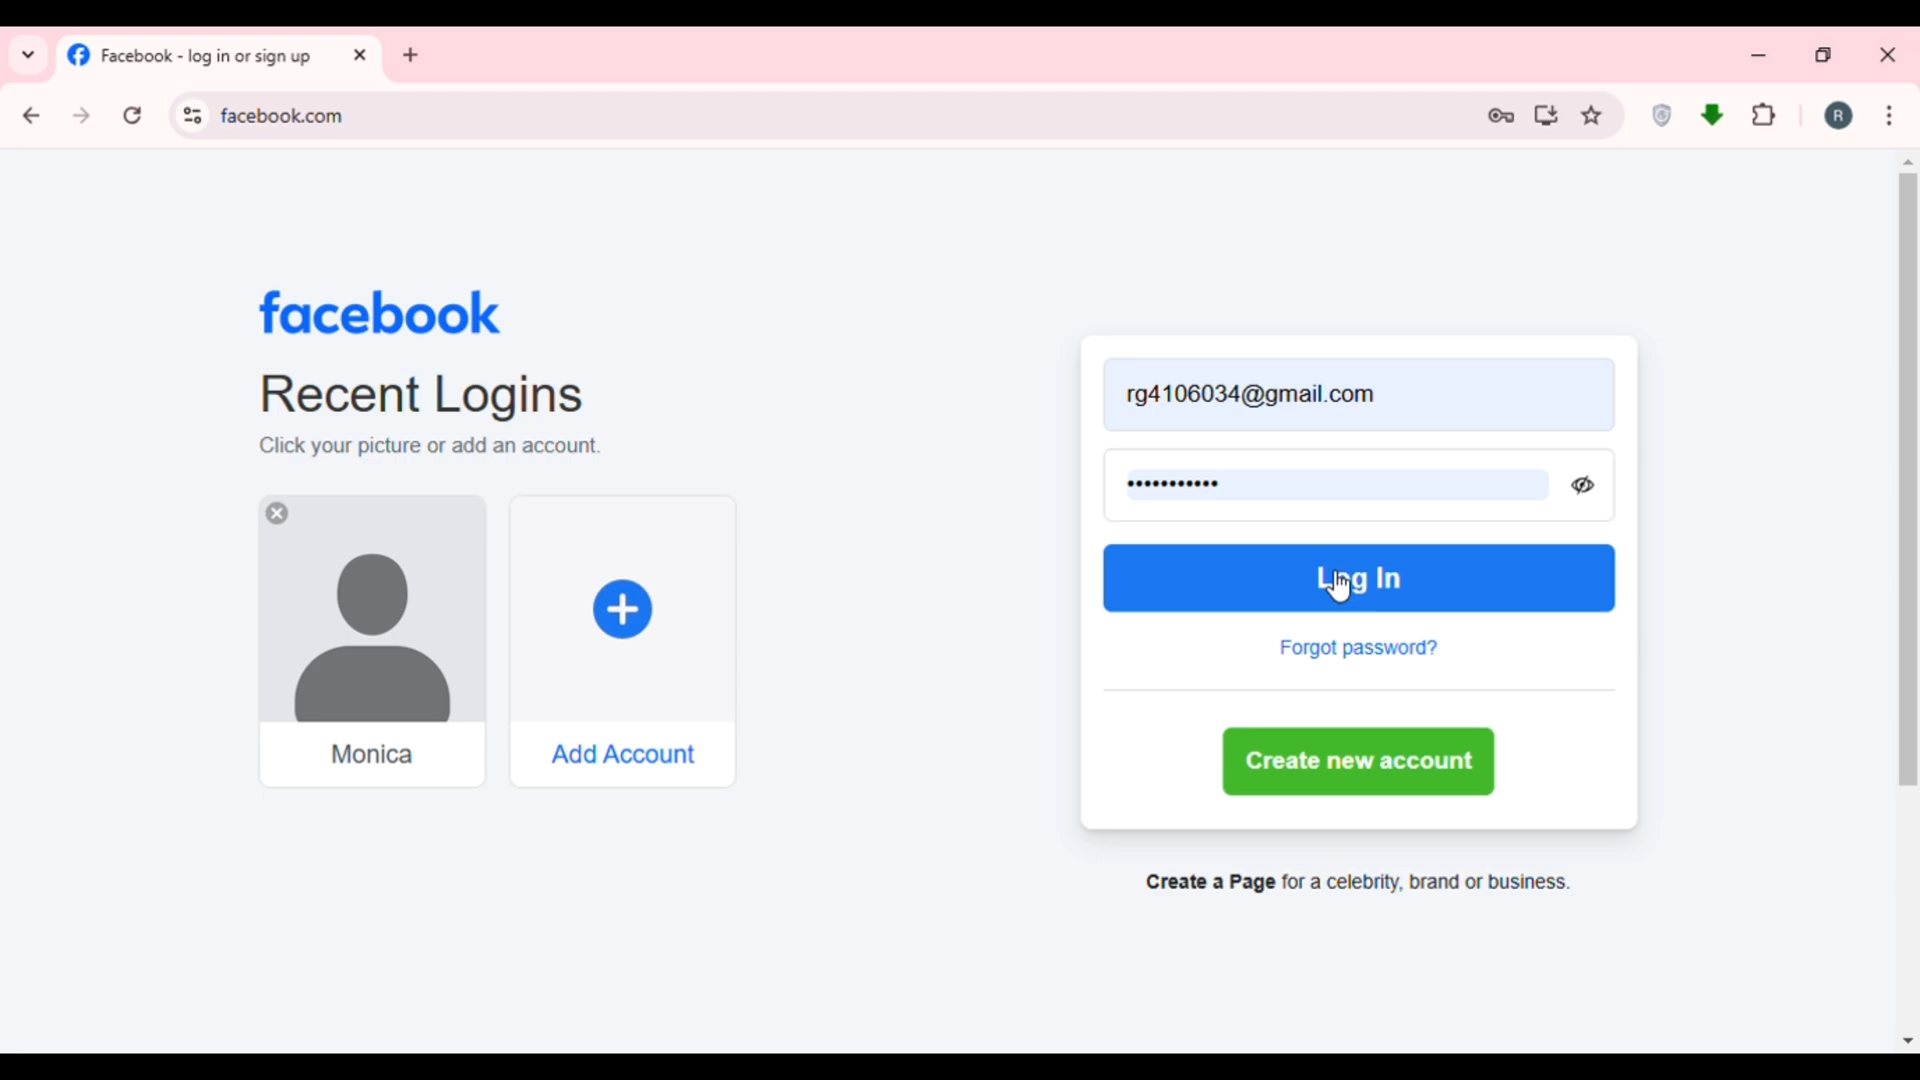 Facebook - log in or sign up
facebook.com
R
facebook
Recent Logins
Click your picture or add an account.
Monica
Add Account
rg4106034@gmail.com
•••••••••••
Log In
Forgot password?
Create new account
Create a Page for a celebrity, brand or business.